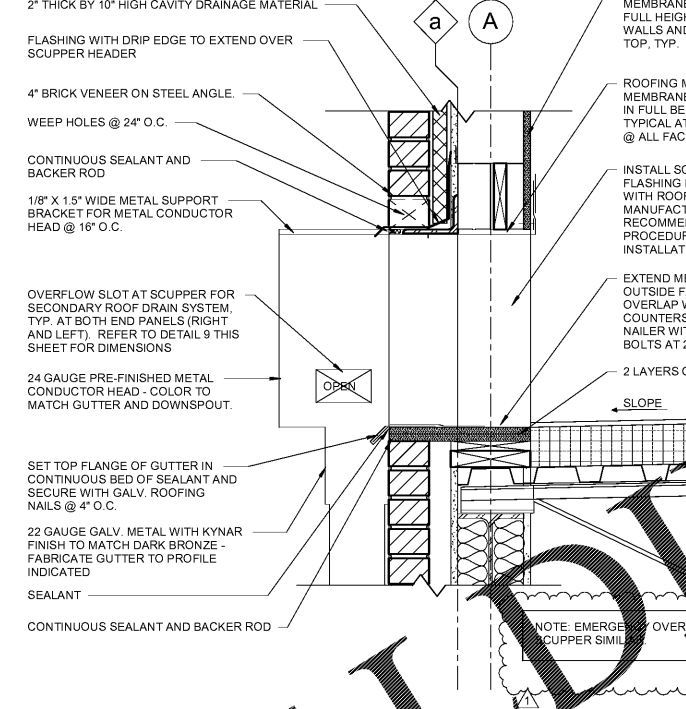 2" THICK BY 10" HIGH CAVITY DRAINAGE MATERIAL
FLASHING WITH DRIP EDGE TO EXTEND OVER
SCUPPER HEADER
4" BRICK VENEER ON STEEL ANGLE.
WEEP HOLES @ 24" O.C.
CONTINUOUS SEALANT AND
BACKER ROD
1/8" X 1.5" WIDE METAL SUPPORT
BRACKET FOR METAL CONDUCTOR
HEAD @ 16" O.C.
OVERFLOW SLOT AT SCUPPER FOR
SECONDARY ROOF DRAIN SYSTEM,
TYP. AT BOTH END PANELS (RIGHT
AND LEFT). REFER TO DETAIL 9 THIS
SHEET FOR DIMENSIONS
24 GAUGE PRE-FINISHED METAL
CONDUCTOR HEAD - COLOR TO
MATCH GUTTER AND DOWNSPOUT.
SET TOP FLANGE OF GUTTER IN
CONTINUOUS BED OF SEALANT AND
SECURE WITH GALV. ROOFING
NAILS @ 4" O.C.
22 GAUGE GALV. METAL WITH KYNAR
FINISH TO MATCH DARK BRONZE -
FABRICATE GUTTER TO PROFILE
INDICATED
SEALANT
CONTINUOUS SEALANT AND BACKER ROD
a
A
OPEN
MEMBRANE
FULL HEIGH
WALLS AND
TOP, TYP.
ROOFING M
MEMBRANE
IN FULL BE
TYPICAL AT
@ ALL FAC
INSTALL SC
FLASHING
WITH ROOF
MANUFACT
RECOMME
PROCEDUR
INSTALLAT
EXTEND ME
OUTSIDE F
OVERLAP W
COUNTERS
NAILER WIT
BOLTS AT 2
2 LAYERS
SLOPE
NOTE: EMERGENCY OVER
SCUPPER SIMILAR.
1